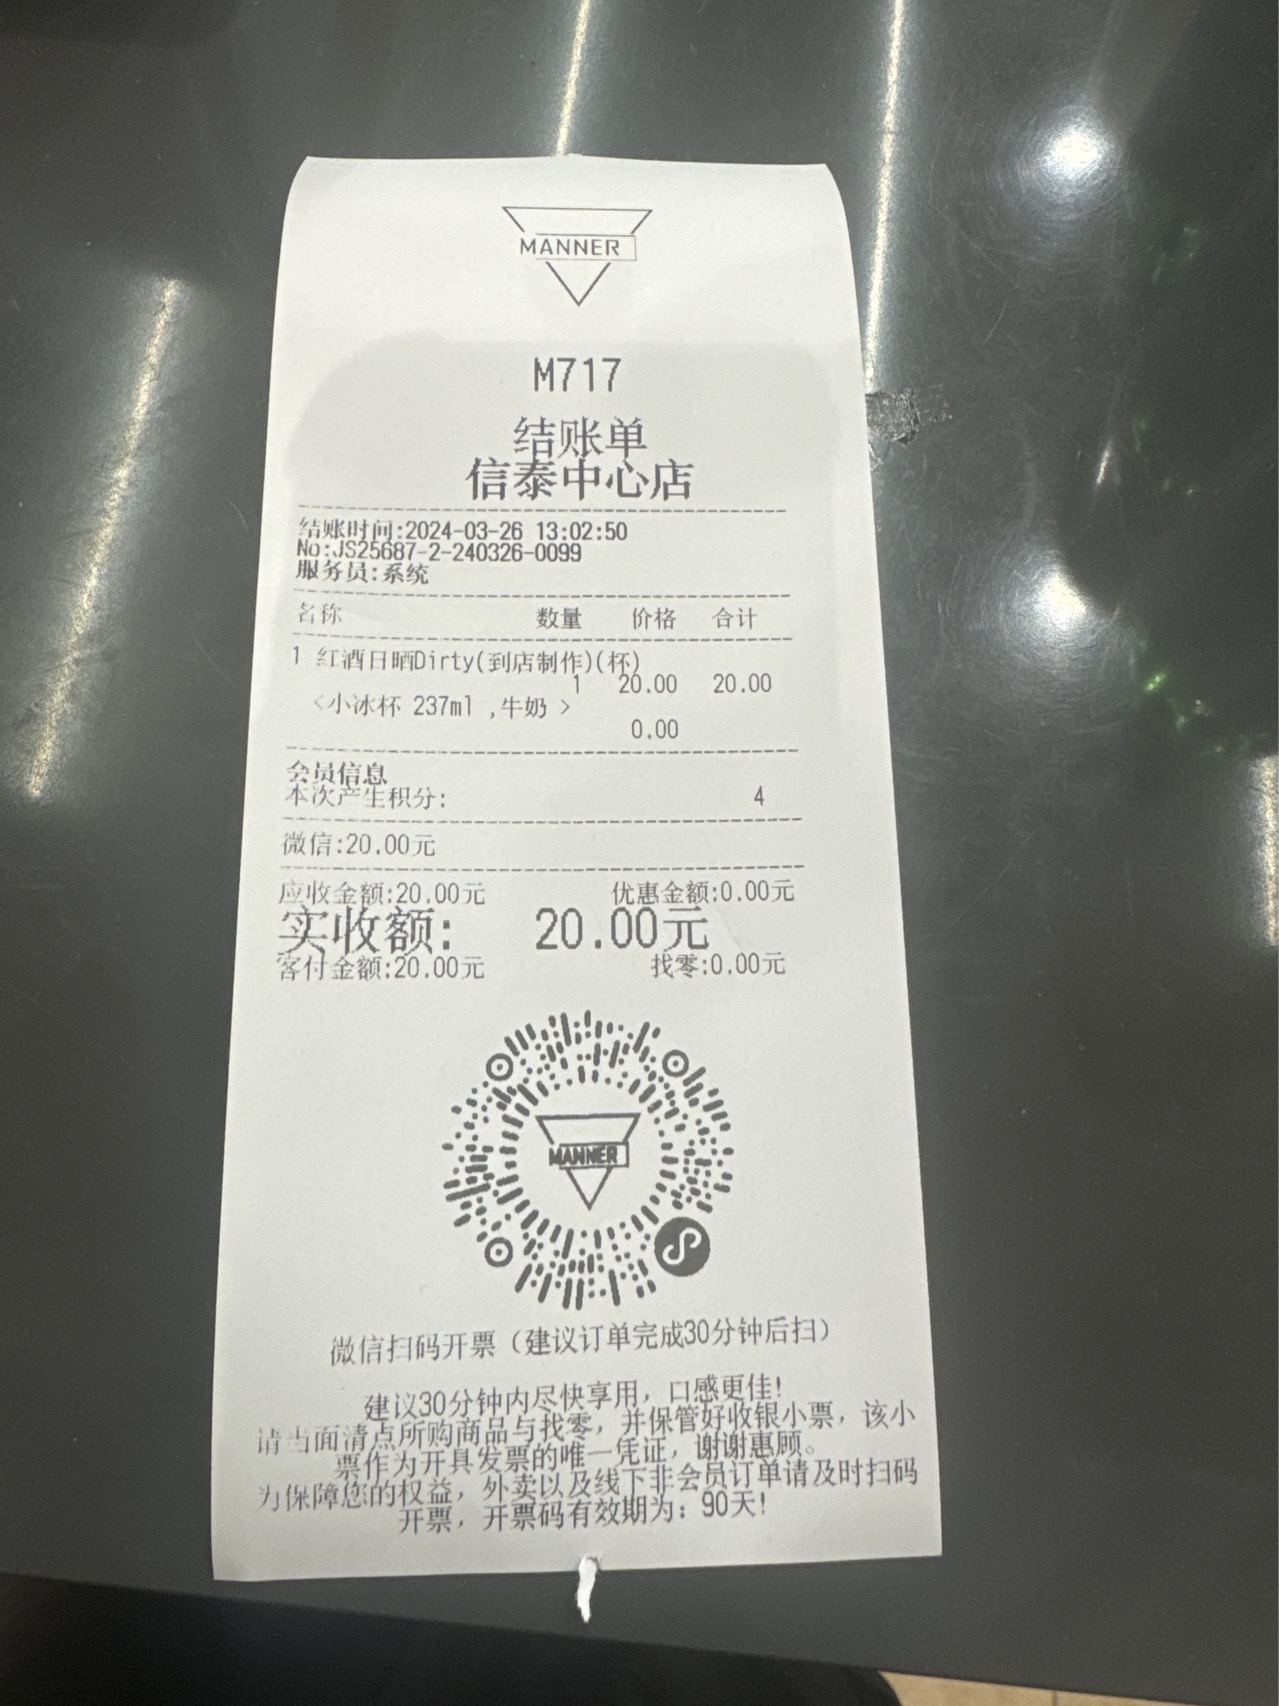 MANNER
M717
结账单
信泰中心店
结账时间:2024-03-26 13:02:50
No:JS25687-2-240326-0099
服务员:系统
名称 数量 价格 合计
1 红酒日晒Dirty(到店制作)(杯)
1 20.00 20.00
<小冰杯 237ml ,牛奶 >
0.00
会员信息
本次产生积分: 4
微信:20.00元
应收金额:20.00元 优惠金额:0.00元
实收额: 20.00元
客付金额:20.00元 找零:0.00元
MANNER
微信扫码开票（建议订单完成30分钟后扫）
建议30分钟内尽快享用，口感更佳!
请当面清点所购商品与找零，并保管好收银小票，该小
票作为开具发票的唯一凭证，谢谢惠顾。
为保障您的权益，外卖以及线下非会员订单请及时扫码
开票，开票码有效期为：90天!